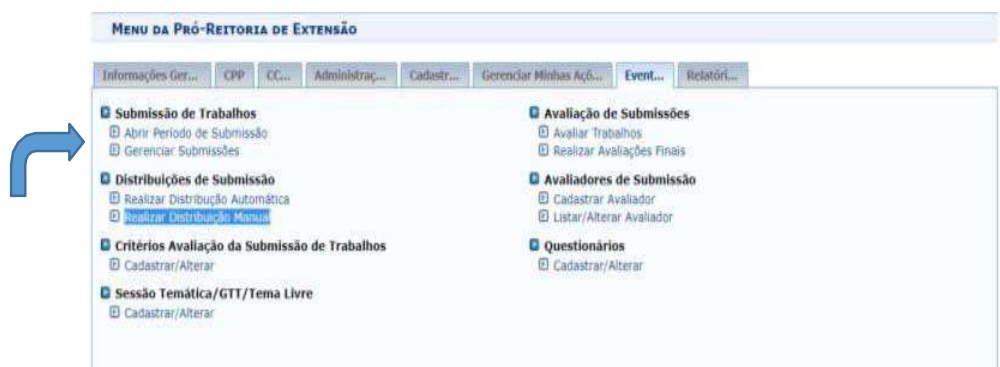 Menu da Pró-Reitoria de Extensão
Informações Ger... CPP CC... Administraç... Cadastr... Gerenciar Minhas Açõ... Event... Relatóri...
Submissão de Trabalhos
Abrir Período de Submissão
Gerenciar Submissões
Distribuições de Submissão
Realizar Distribução Automática
Realizar Distribuição Manual
Critérios Avaliação da Submissão de Trabalhos
Cadastrar/Alterar
Sessão Temática/GTT/Tema Livre
Cadastrar/Alterar
Avaliação de Submissões
Avaliar Trabalhos
Realizar Avaliações Finais
Avaliadores de Submissão
Cadastrar Avaliador
Listar/Alterar Avaliador
Questionários
Cadastrar/Alterar